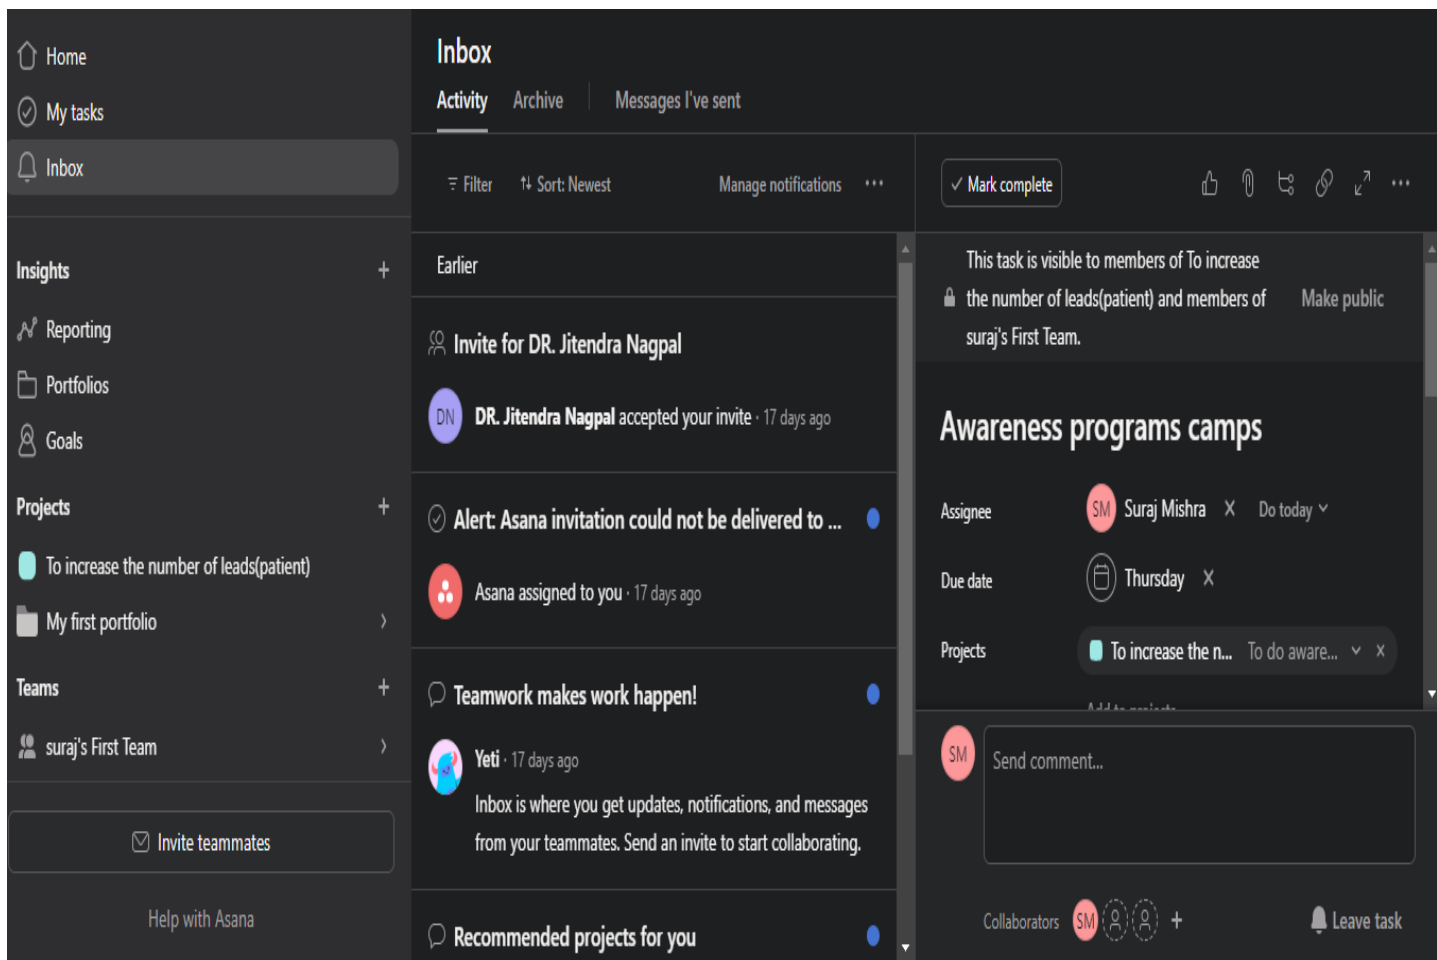 Home
My tasks
Inbox
Insights
Reporting
Portfolios
Goals
Projects
To increase the number of leads(patient)
My first portfolio
Teams
suraj's First Team
Invite teammates
Help with Asana
Inbox
Activity Archive Messages I've sent
Filter Sort: Newest Manage notifications
Earlier
Invite for DR. Jitendra Nagpal
DN DR. Jitendra Nagpal accepted your invite · 17 days ago
Alert: Asana invitation could not be delivered to ...
Asana assigned to you · 17 days ago
Teamwork makes work happen!
Yeti · 17 days ago
Inbox is where you get updates, notifications, and messages
from your teammates. Send an invite to start collaborating.
Recommended projects for you
Mark complete
This task is visible to members of To increase
the number of leads(patient) and members of
suraj's First Team.
Make public
Awareness programs camps
Assignee SM Suraj Mishra Do today
Due date Thursday
Projects To increase the n... To do aware...
Add to projects
SM Send comment...
Collaborators SM Leave task